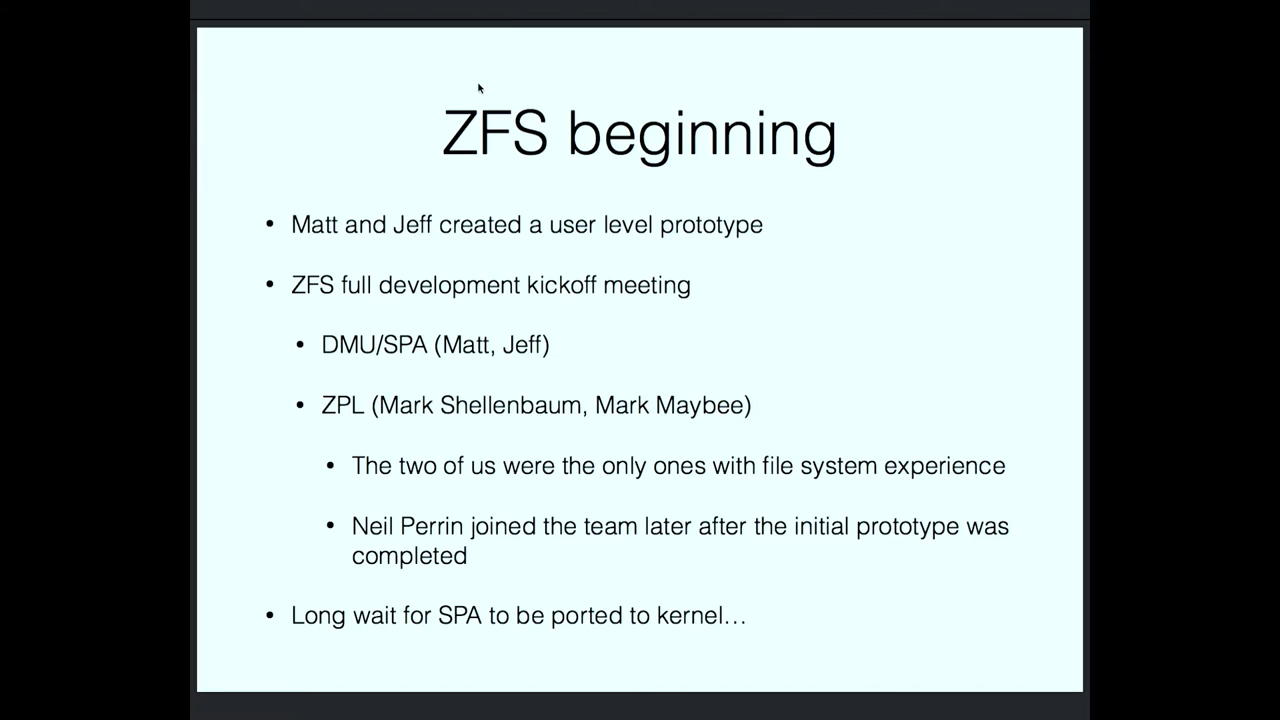 ZFS beginning
• Matt and Jeff created a user level prototype
• ZFS full development kickoff meeting
• DMU/SPA (Matt, Jeff)
• ZPL (Mark Shellenbaum, Mark Maybee)
• The two of us were the only ones with file system experience
• Neil Perrin joined the team later after the initial prototype was
completed
• Long wait for SPA to be ported to kernel…